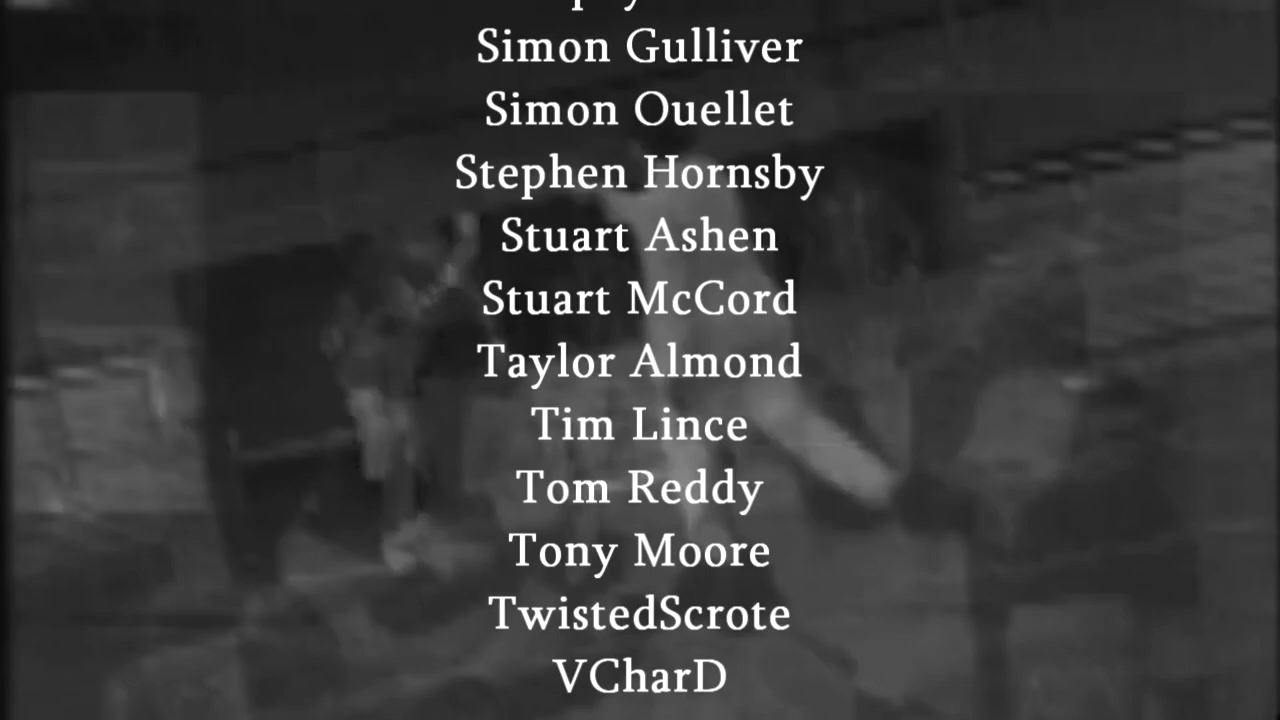 Simon Gulliver
Simon Ouellet
Stephen Hornsby
Stuart Ashen
Stuart McCord
Taylor Almond
Tim Lince
Tom Reddy
Tony Moore
TwistedScrote
VCharD